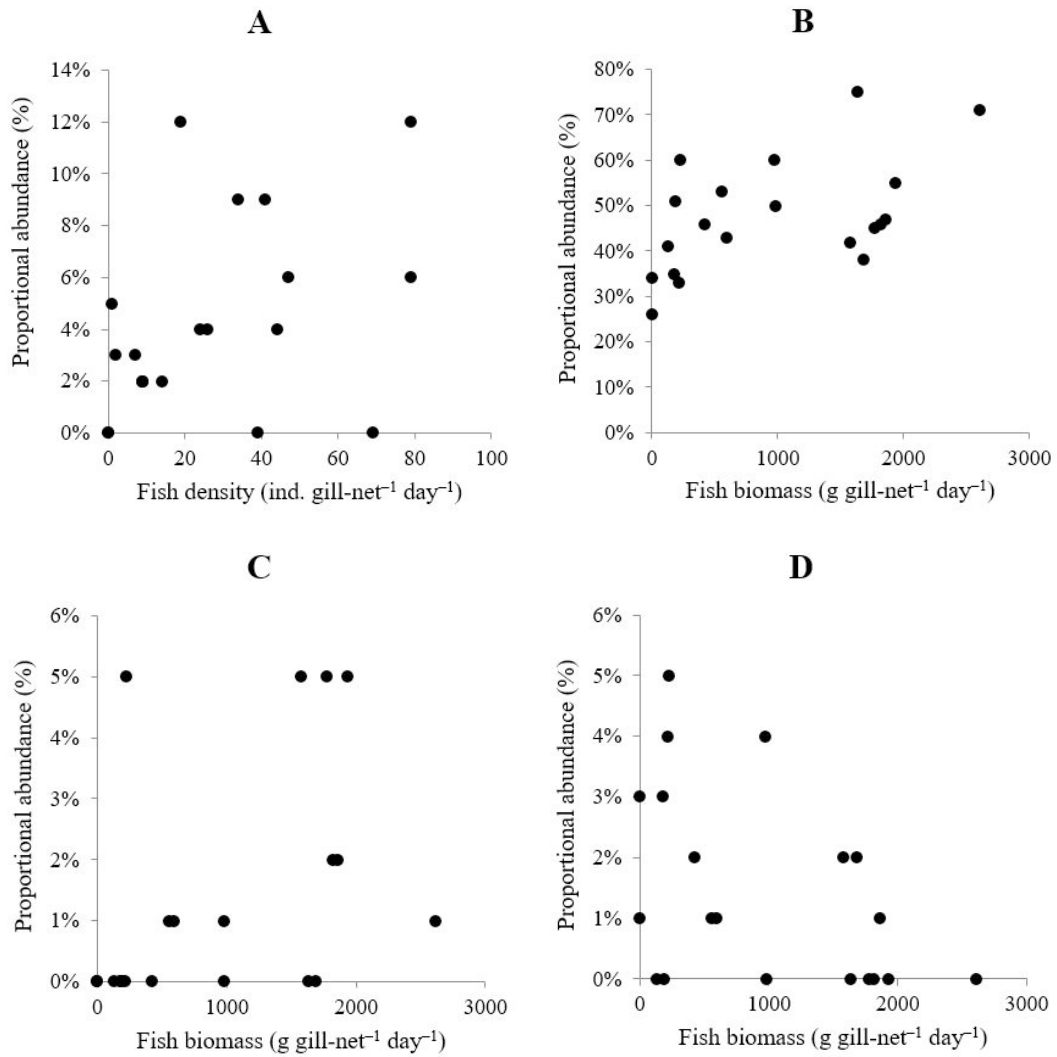 A
Proportional abundance (%)
14%
12%
10%
8%
6%
4%
2%
0%
0 20 40 60 80 100
Fish density (ind. gill-net⁻¹ day⁻¹)
B
Proportional abundance (%)
80%
70%
60%
50%
40%
30%
20%
10%
0%
0 1000 2000 3000
Fish biomass (g gill-net⁻¹ day⁻¹)
C
Proportional abundance (%)
6%
5%
4%
3%
2%
1%
0%
0 1000 2000 3000
Fish biomass (g gill-net⁻¹ day⁻¹)
D
Proportional abundance (%)
6%
5%
4%
3%
2%
1%
0%
0 1000 2000 3000
Fish biomass (g gill-net⁻¹ day⁻¹)